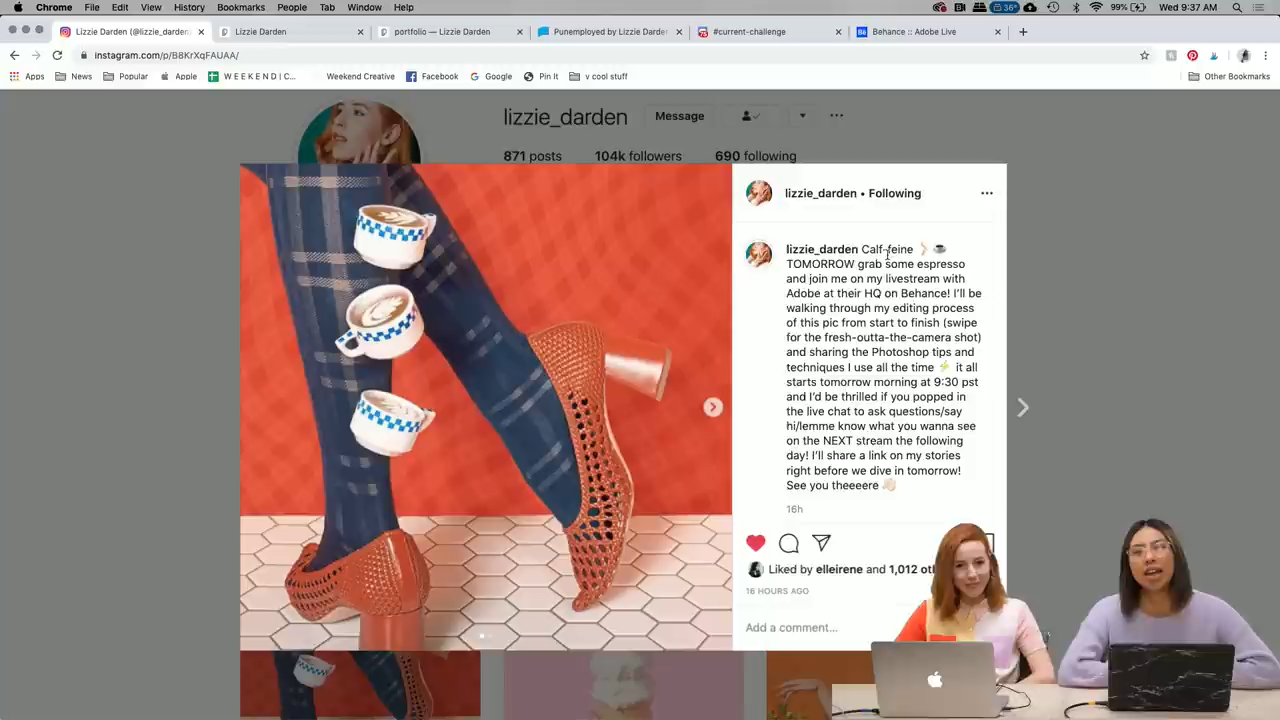 Chrome File Edit View History Bookmarks People Tab Window Help 36° 99% Wed 9:37 AM
Lizzie Darden (@lizzie_darden × Lizzie Darden × portfolio — Lizzie Darden × Punemployed by Lizzie Darden × #current-challenge × Behance :: Adobe Live × +
instagram.com/p/B8KrXqFAUAA/
Apps News Popular Apple W E E K E N D | C... Weekend Creative Facebook Google Pin It v cool stuff Other Bookmarks
lizzie_darden Message
871 posts 104k followers 690 following
lizzie_darden • Following
lizzie_darden Calf-feine
TOMORROW grab some espresso
and join me on my livestream with
Adobe at their HQ on Behance! I'll be
walking through my editing process
of this pic from start to finish (swipe
for the fresh-outta-the-camera shot)
and sharing the Photoshop tips and
techniques I use all the time ⚡ it all
starts tomorrow morning at 9:30 pst
and I'd be thrilled if you popped in
the live chat to ask questions/say
hi/lemme know what you wanna see
on the NEXT stream the following
day! I'll share a link on my stories
right before we dive in tomorrow!
See you theeeere 👋🏻
16h
Liked by elleirene and 1,012
16 HOURS AGO
Add a comment...